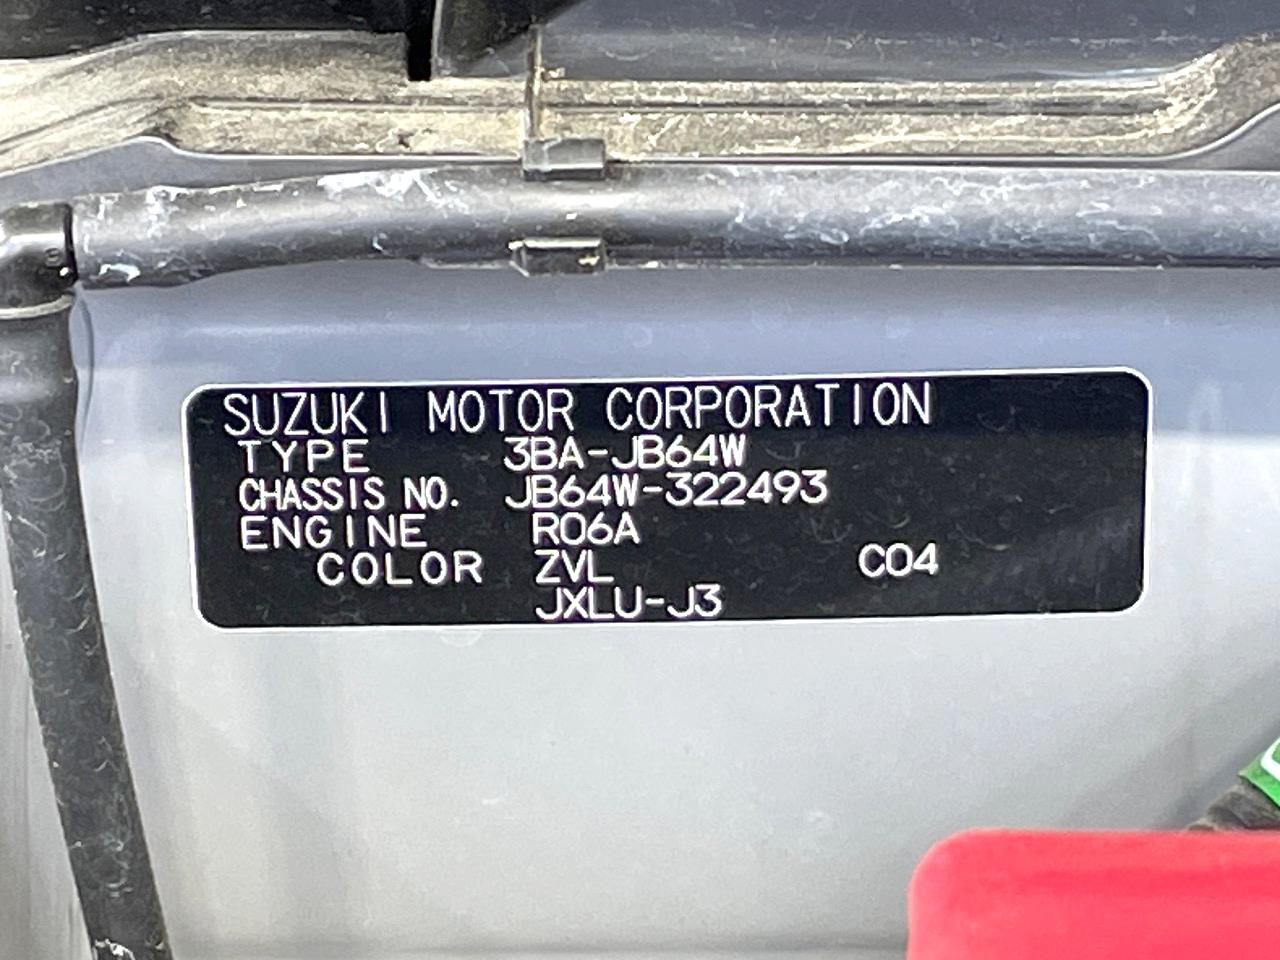 SUZUKI MOTOR CORPORATION
TYPE 3BA-JB64W
CHASSIS NO. JB64W-322493
ENGINE R06A
COLOR ZVL C04
JXLU-J3